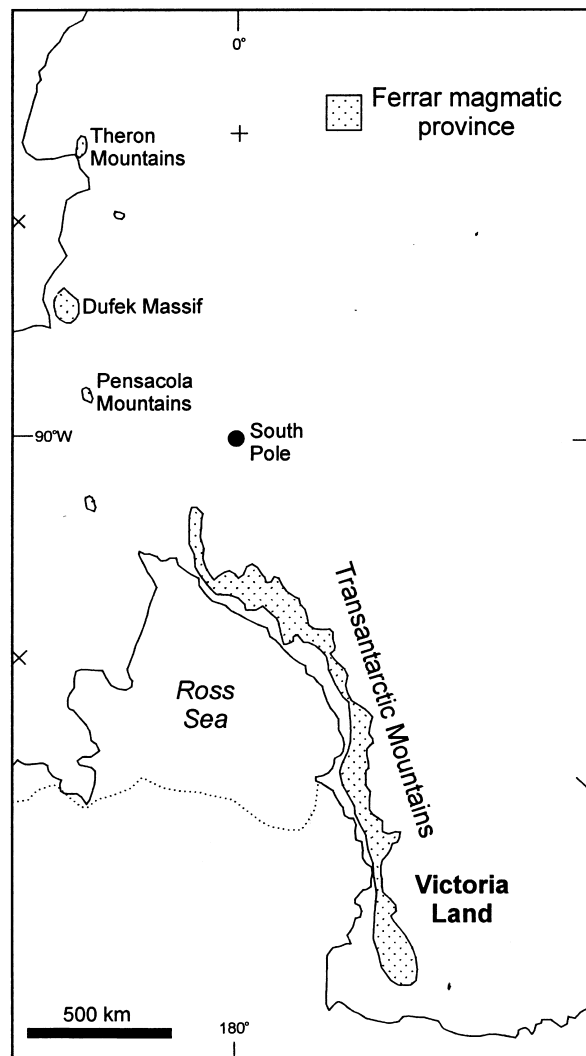 0°
Ferrar magmatic
province
Theron
Mountains
Dufek Massif
Pensacola
Mountains
90°W
South
Pole
Transantarctic Mountains
Ross
Sea
Victoria
Land
500 km
180°